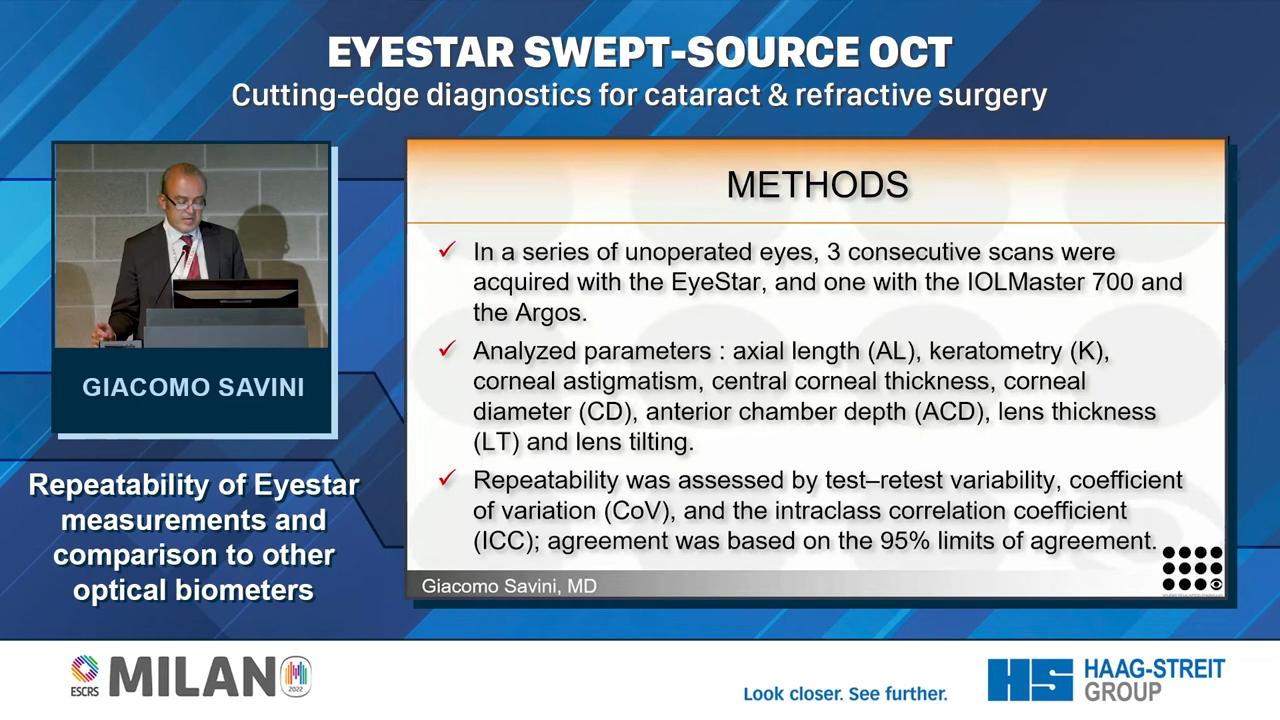 EYESTAR SWEPT-SOURCE OCT
Cutting-edge diagnostics for cataract & refractive surgery
GIACOMO SAVINI
Repeatability of Eyestar
measurements and
comparison to other
optical biometers
METHODS
In a series of unoperated eyes, 3 consecutive scans were
acquired with the EyeStar, and one with the IOLMaster 700 and
the Argos.
Analyzed parameters : axial length (AL), keratometry (K),
corneal astigmatism, central corneal thickness, corneal
diameter (CD), anterior chamber depth (ACD), lens thickness
(LT) and lens tilting.
Repeatability was assessed by test–retest variability, coefficient
of variation (CoV), and the intraclass correlation coefficient
(ICC); agreement was based on the 95% limits of agreement.
Giacomo Savini, MD
ESCRS
MILANO
2022
Look closer. See further.
HS
HAAG-STREIT
GROUP